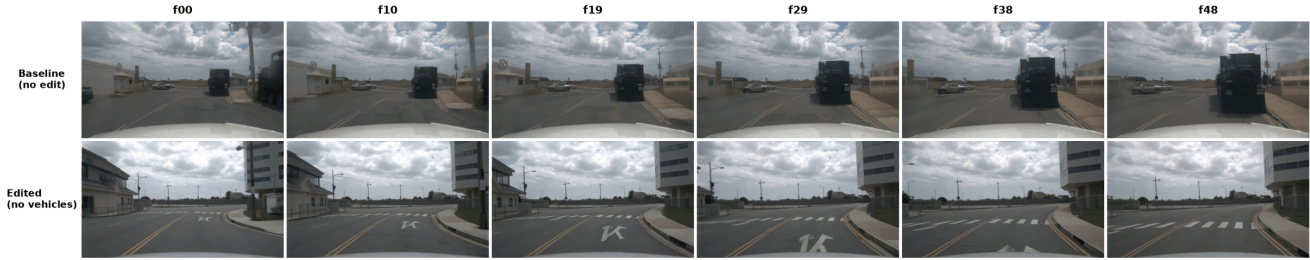 f00 f10 f19 f29 f38 f48
Baseline
(no edit)
Edited
(no vehicles)